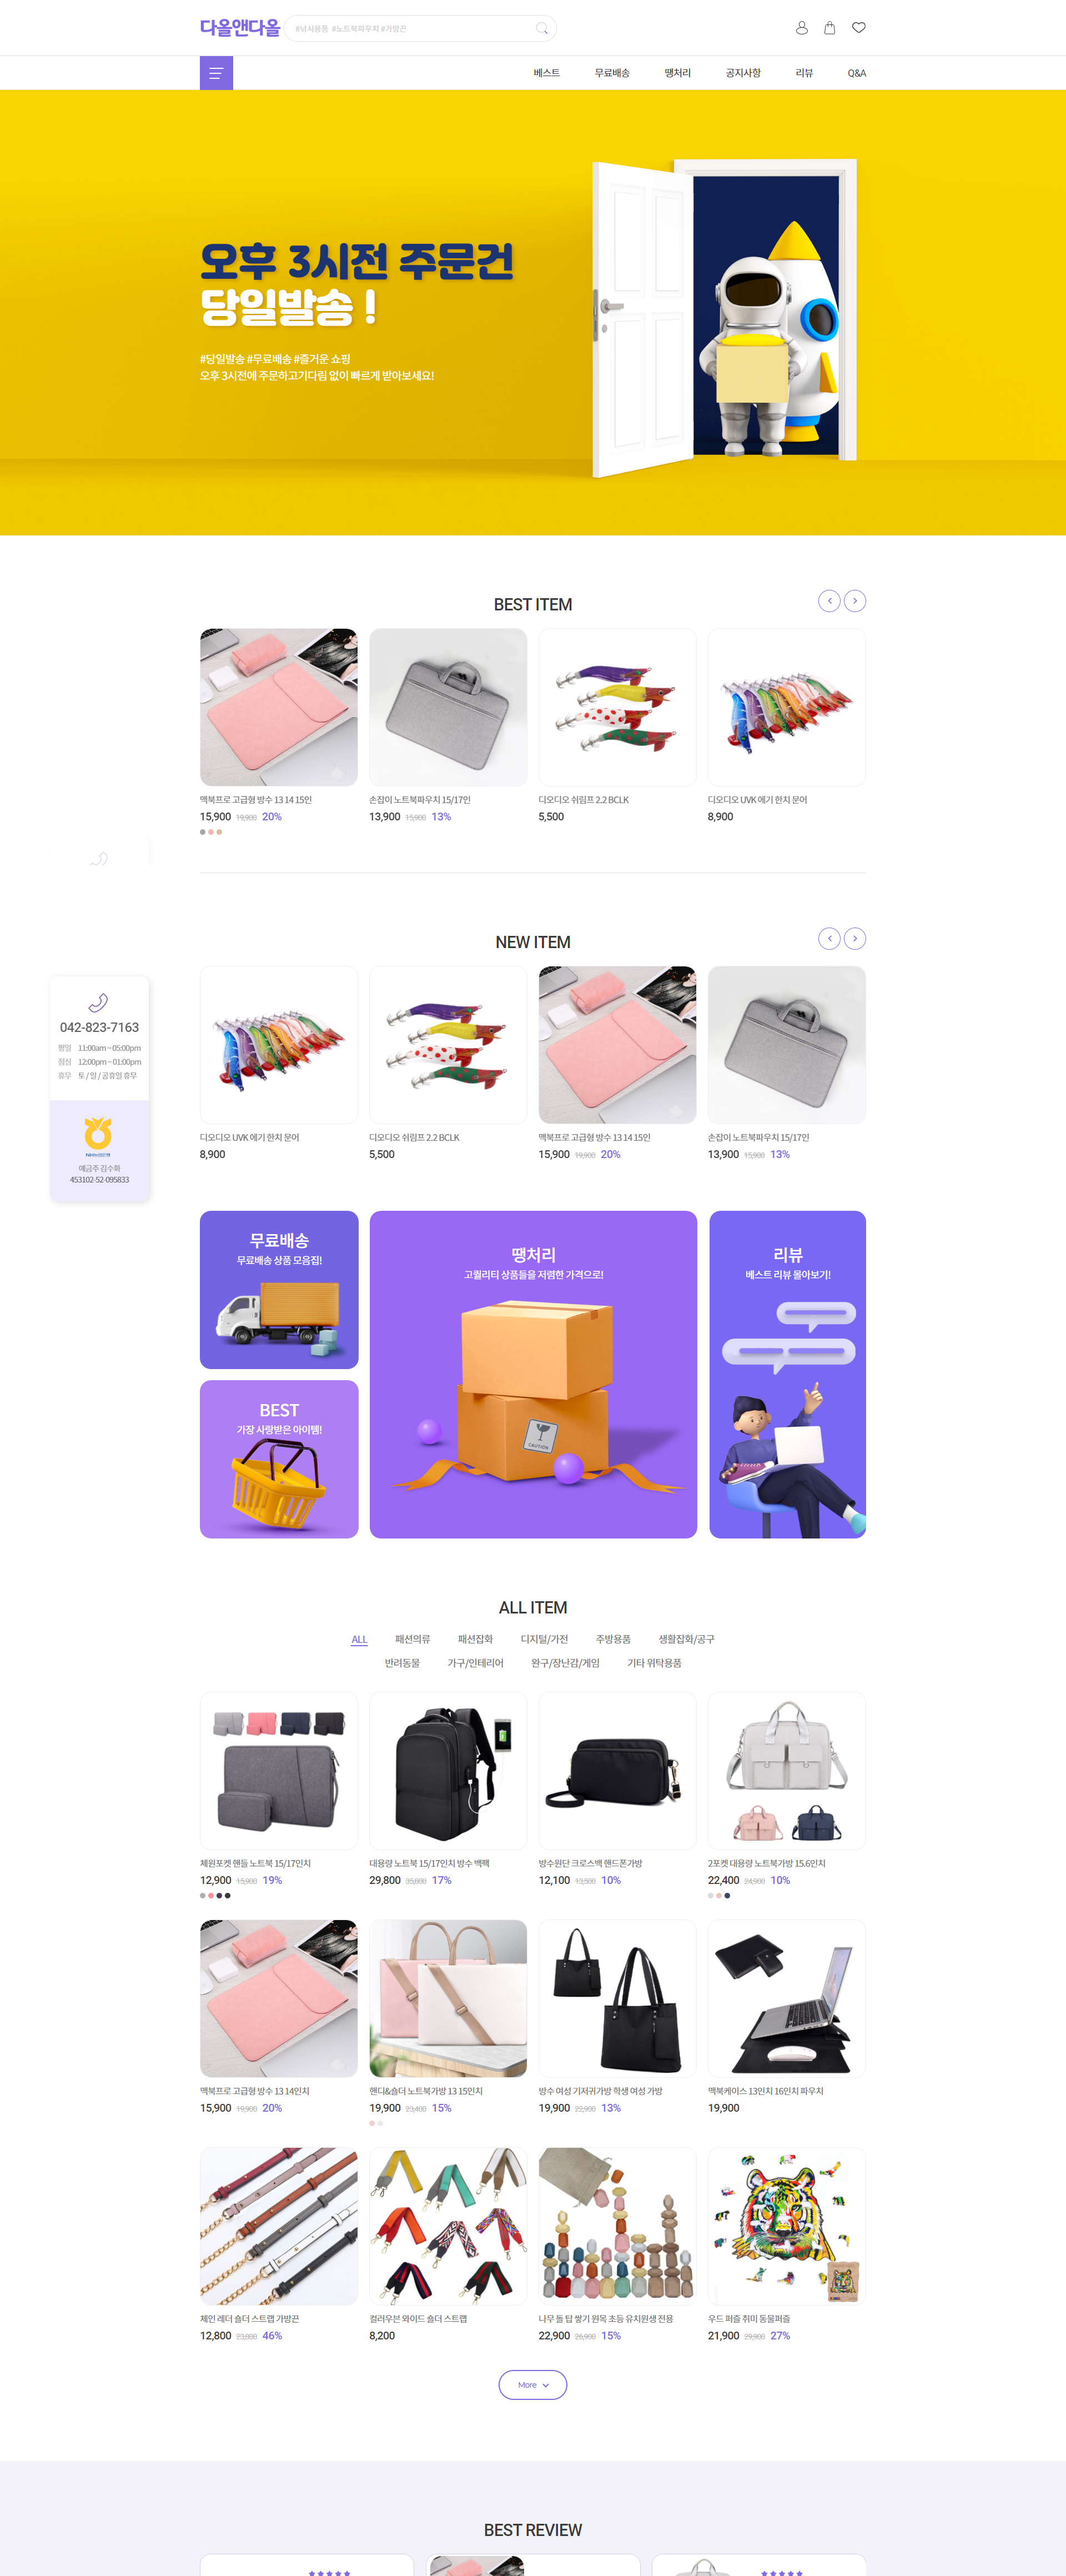 다올앤다올
#낚시용품 #노트북파우치 #가방끈
베스트 무료배송 땡처리 공지사항 리뷰 Q&A
오후 3시전 주문건
당일발송 !
#당일발송 #무료배송 #즐거운 쇼핑
오후 3시전에 주문하고기다림 없이 빠르게 받아보세요!
BEST ITEM
맥북프로 고급형 방수 13 14 15인
15,900 19,900 20%
손잡이 노트북파우치 15/17인
13,900 15,900 13%
디오디오 쉬림프 2.2 BCLK
5,500
디오디오 UVK 에기 한치 문어
8,900
NEW ITEM
디오디오 UVK 에기 한치 문어
8,900
디오디오 쉬림프 2.2 BCLK
5,500
맥북프로 고급형 방수 13 14 15인
15,900 19,900 20%
손잡이 노트북파우치 15/17인
13,900 15,900 13%
042-823-7163
평일 11:00am ~ 05:00pm
점심 12:00pm ~ 01:00pm
휴무 토 / 일 / 공휴일 휴무
NH농협은행
예금주 김수화
453102-52-095833
무료배송
무료배송 상품 모음집!
BEST
가장 사랑받은 아이템!
땡처리
고퀄리티 상품들을 저렴한 가격으로!
CAUTION
리뷰
베스트 리뷰 몰아보기!
ALL ITEM
ALL 패션의류 패션잡화 디지털/가전 주방용품 생활잡화/공구
반려동물 가구/인테리어 완구/장난감/게임 기타 위탁용품
체원포켓 핸들 노트북 15/17인치
12,900 15,900 19%
대용량 노트북 15/17인치 방수 백팩
29,800 35,800 17%
방수원단 크로스백 핸드폰가방
12,100 13,500 10%
2포켓 대용량 노트북가방 15.6인치
22,400 24,900 10%
맥북프로 고급형 방수 13 14인치
15,900 19,900 20%
핸디&숄더 노트북가방 13 15인치
19,900 23,400 15%
방수 여성 기저귀가방 학생 여성 가방
19,900 22,900 13%
맥북케이스 13인치 16인치 파우치
19,900
체인 레더 숄더 스트랩 가방끈
12,800 23,800 46%
컬러우븐 와이드 숄더 스트랩
8,200
나무 돌 탑 쌓기 원목 초등 유치원생 전용
22,900 26,900 15%
우드 퍼즐 취미 동물퍼즐
21,900 29,900 27%
More
BEST REVIEW